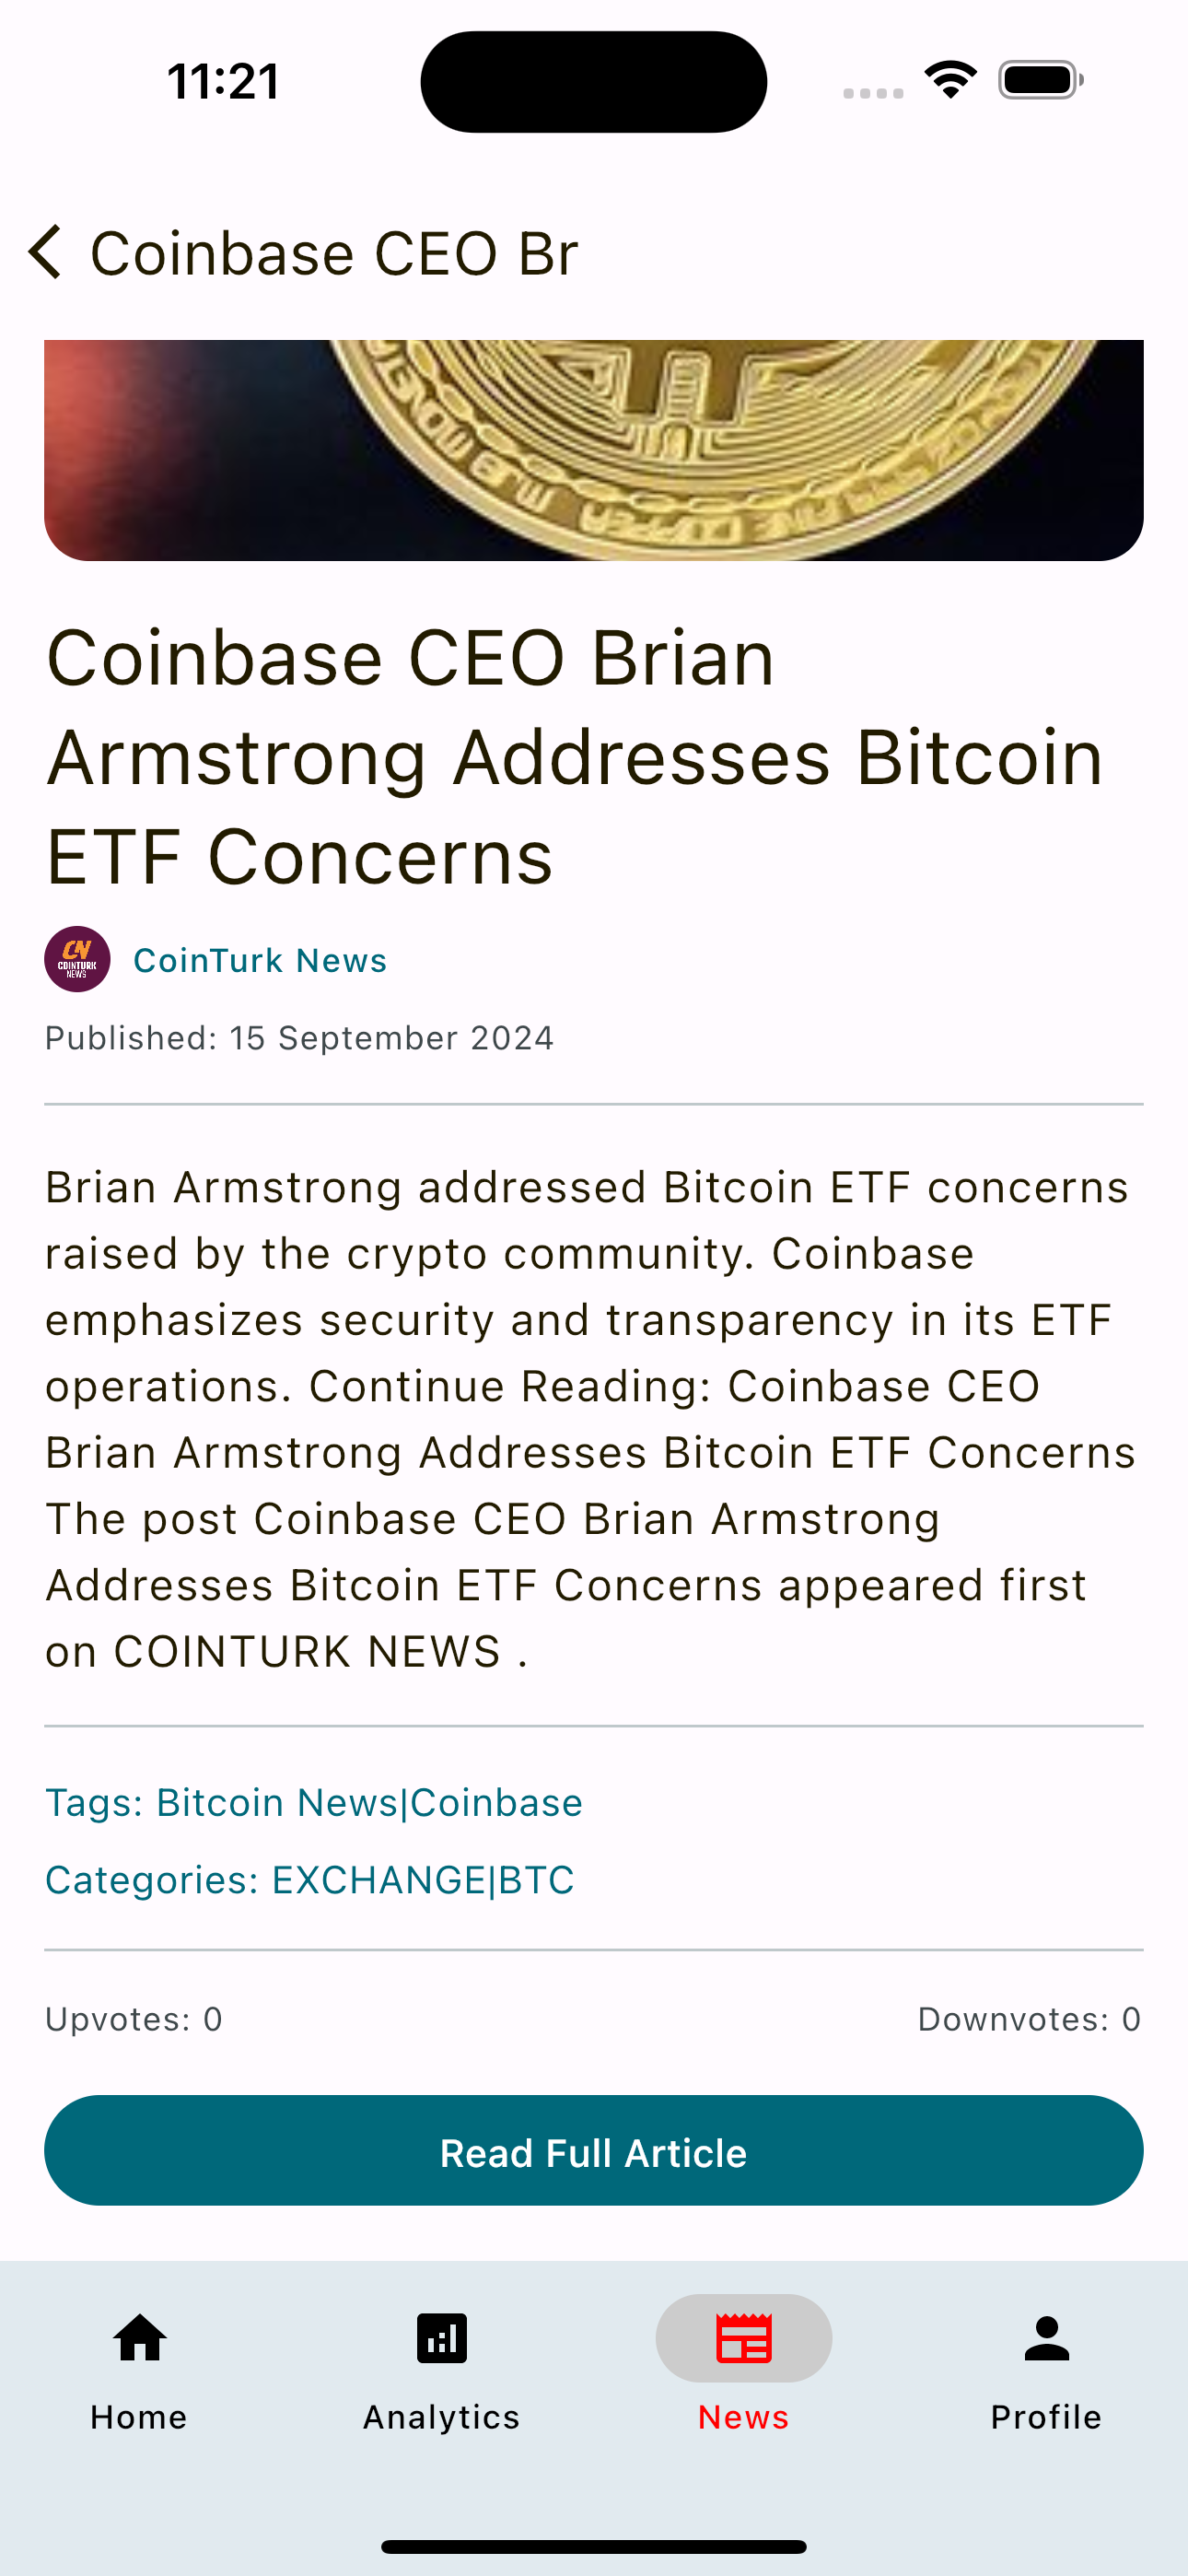 11:21
Coinbase CEO Br
Coinbase CEO Brian
Armstrong Addresses Bitcoin
ETF Concerns
CN
COINTURK
NEWS
CoinTurk News
Published: 15 September 2024
Brian Armstrong addressed Bitcoin ETF concerns
raised by the crypto community. Coinbase
emphasizes security and transparency in its ETF
operations. Continue Reading: Coinbase CEO
Brian Armstrong Addresses Bitcoin ETF Concerns
The post Coinbase CEO Brian Armstrong
Addresses Bitcoin ETF Concerns appeared first
on COINTURK NEWS .
Tags: Bitcoin News|Coinbase
Categories: EXCHANGE|BTC
Upvotes: 0
Downvotes: 0
Read Full Article
Home
Analytics
News
Profile